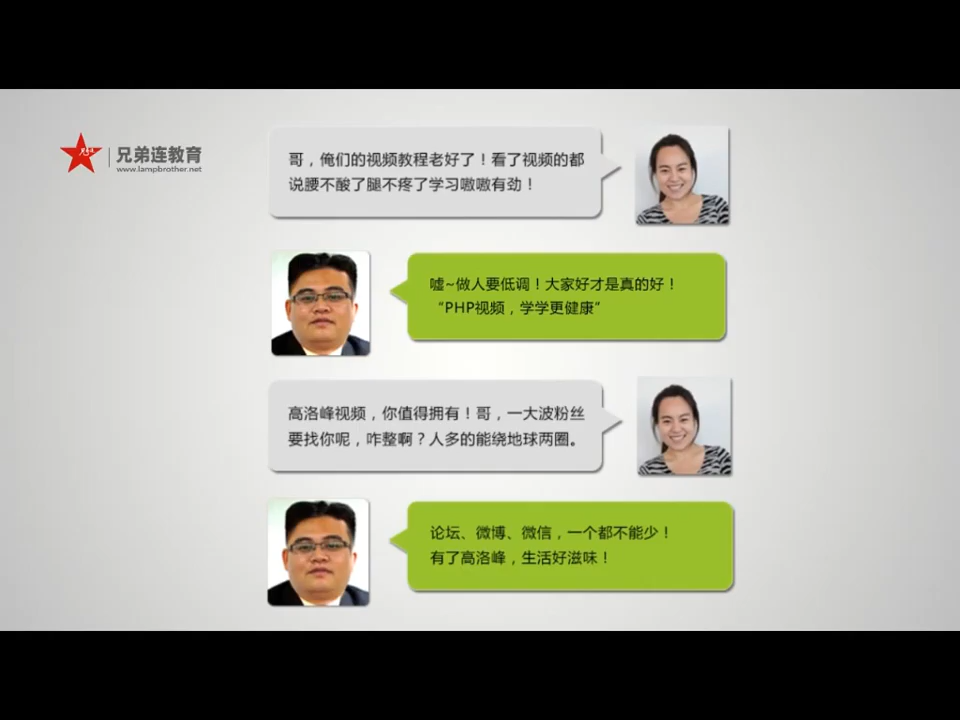 兄弟连教育
www.lampbrother.net
哥，俺们的视频教程老好了！看了视频的都
说腰不酸了腿不疼了学习嗷嗷有劲！
嘘~做人要低调！大家好才是真的好！
“PHP视频，学学更健康”
高洛峰视频，你值得拥有！哥，一大波粉丝
要找你呢，咋整啊？人多的能绕地球两圈。
论坛、微博、微信，一个都不能少！
有了高洛峰，生活好滋味！